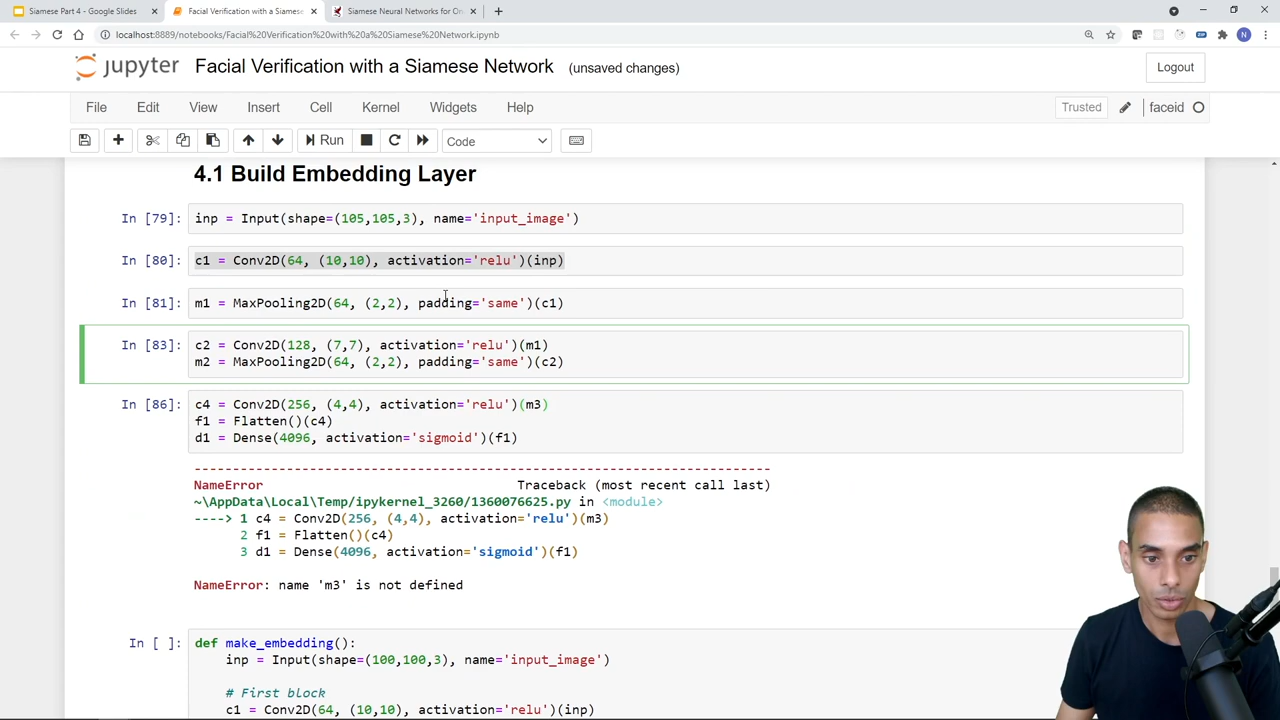 Siamese Part 4 - Google Slides
Facial Verification with a Siamese
Siamese Neural Networks for On
localhost:8889/notebooks/Facial%20Verification%20with%20a%20Siamese%20Network.ipynb
N
jupyter
Facial Verification with a Siamese Network (unsaved changes)
Logout
File Edit View Insert Cell Kernel Widgets Help
Trusted
faceid
Run
Code
4.1 Build Embedding Layer
In [79]: inp = Input(shape=(105,105,3), name='input_image')
In [80]: c1 = Conv2D(64, (10,10), activation='relu')(inp)
In [81]: m1 = MaxPooling2D(64, (2,2), padding='same')(c1)
In [83]: c2 = Conv2D(128, (7,7), activation='relu')(m1)
m2 = MaxPooling2D(64, (2,2), padding='same')(c2)
In [86]: c4 = Conv2D(256, (4,4), activation='relu')(m3)
f1 = Flatten()(c4)
d1 = Dense(4096, activation='sigmoid')(f1)
---------------------------------------------------------------------------
NameError Traceback (most recent call last)
~\AppData\Local\Temp/ipykernel_3260/1360076625.py in <module>
----> 1 c4 = Conv2D(256, (4,4), activation='relu')(m3)
2 f1 = Flatten()(c4)
3 d1 = Dense(4096, activation='sigmoid')(f1)
NameError: name 'm3' is not defined
In [ ]: def make_embedding():
inp = Input(shape=(100,100,3), name='input_image')
# First block
c1 = Conv2D(64, (10,10), activation='relu')(inp)